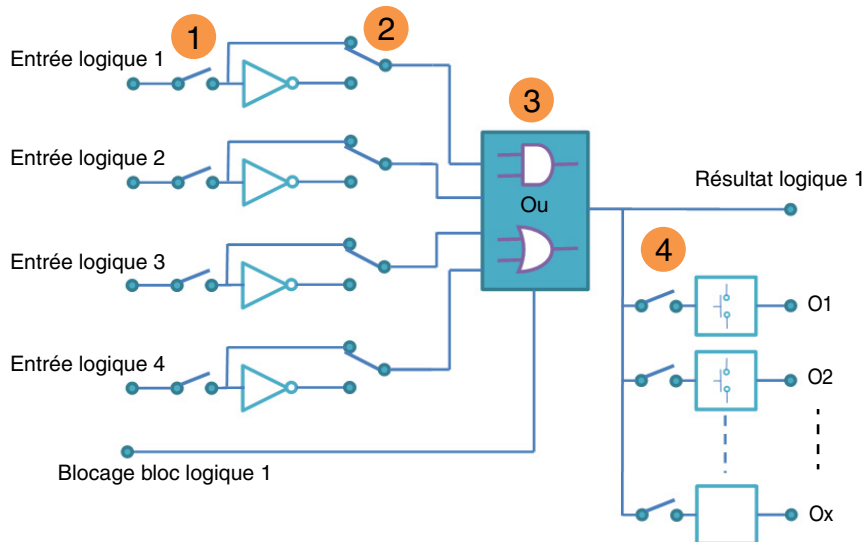 1
2
Entrée logique 1
3
Entrée logique 2
Résultat logique 1
Ou
4
Entrée logique 3
O1
Entrée logique 4
O2
Blocage bloc logique 1
Ox